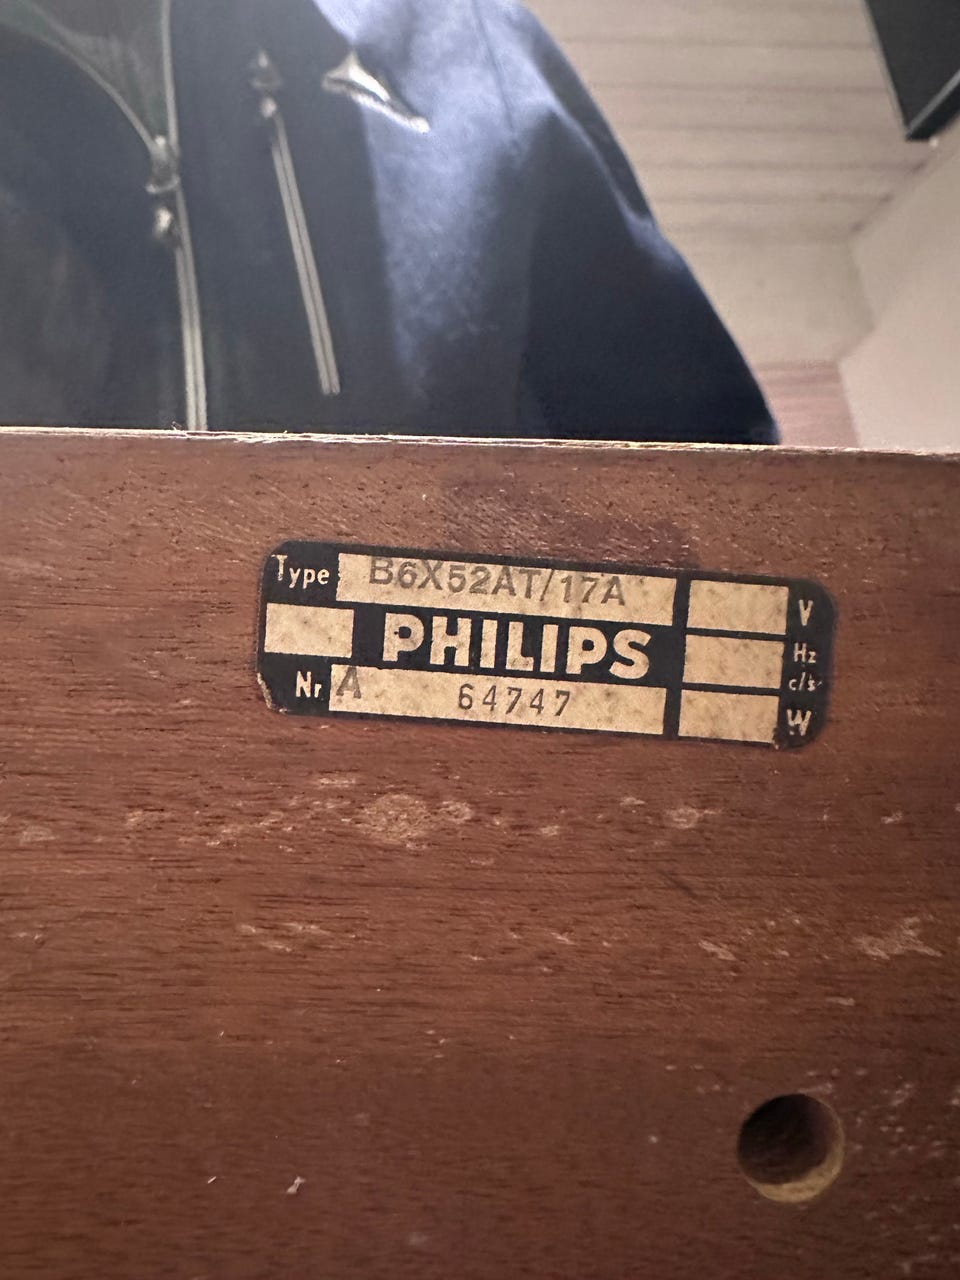 Type B6X52AT/17A V
PHILIPS Hz
c/s
Nr A 64747 W